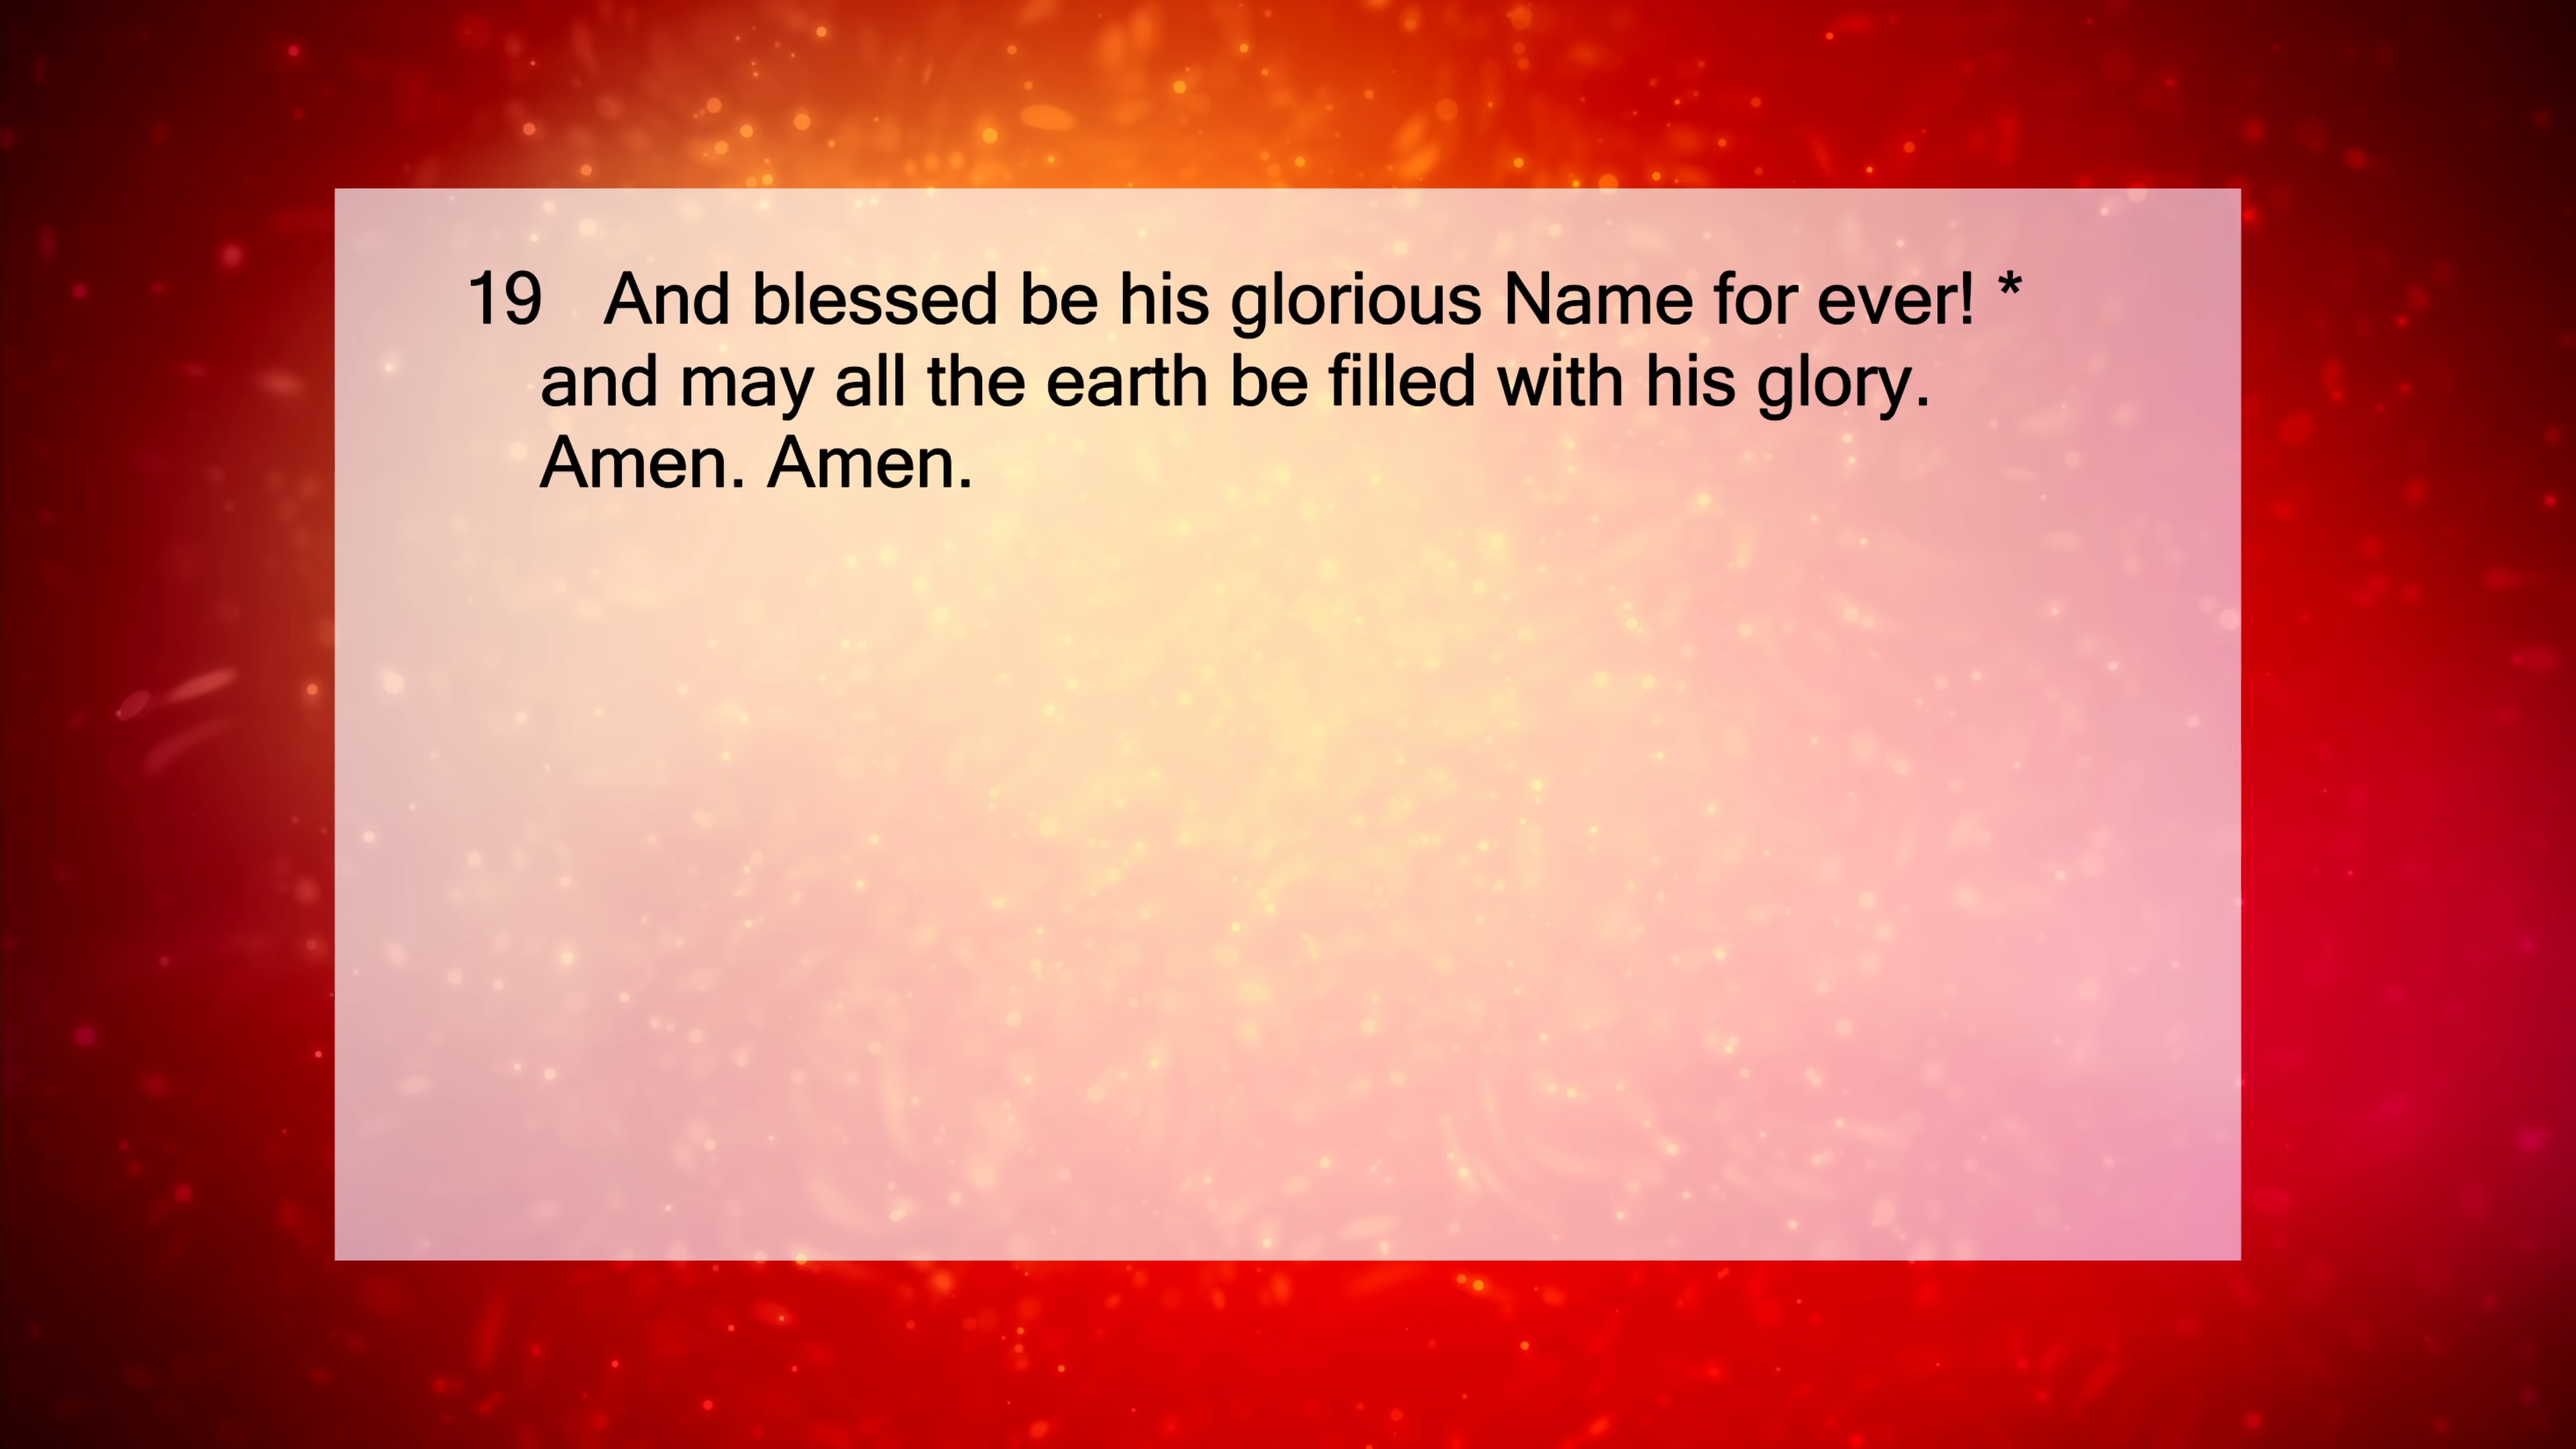 19 And blessed be his glorious Name for ever! *
and may all the earth be filled with his glory.
Amen. Amen.